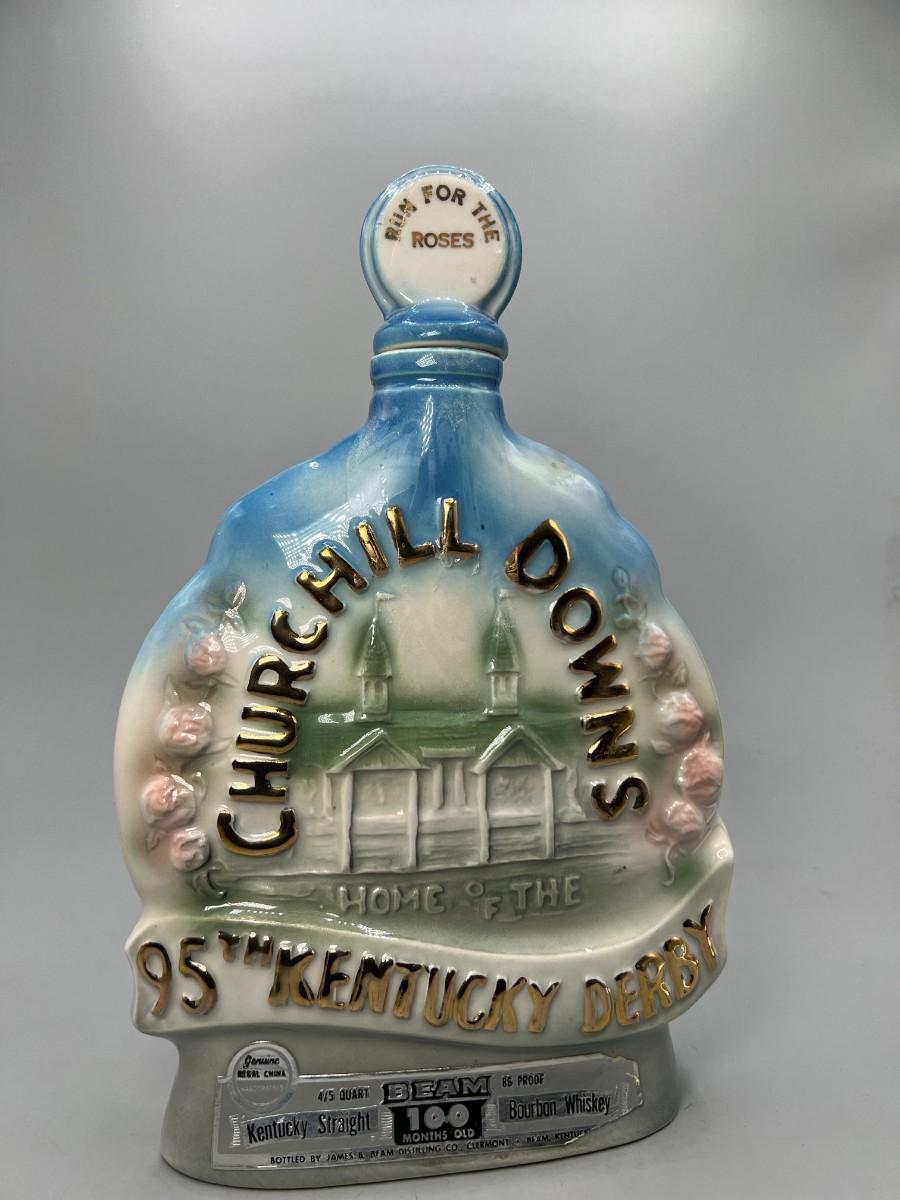 RUN FOR THE
ROSES
CHURCHILL DOWNS
HOME OF THE
95TH KENTUCKY DERBY
Genuine
REGAL CHINA
4/5 QUART BEAM 86 PROOF
Kentucky Straight 100 Bourbon Whiskey
MONTHS OLD
BOTTLED BY JAMES B. BEAM DISTILLING CO., CLERMONT • BEAM,